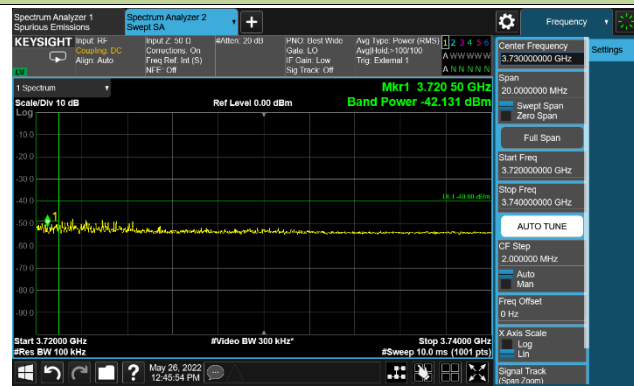 Spectrum Analyzer 1
Spurious Emissions
Spectrum Analyzer 2
Swept SA
Frequency
KEYSIGHT
Input: RF
Coupling: DC
Align: Auto
Input Z: 50 Ω
Corrections: On
Freq Ref: Int (S)
NFE: Off
#Atten: 20 dB
PNO: Best Wide
Gate: LO
IF Gain: Low
Sig Track: Off
Avg Type: Power (RMS)
Avg|Hold:>100/100
Trig: External 1
1 2 3 4 5 6
A W W W W W
A N N N N N
1 Spectrum
Scale/Div 10 dB
Log
Ref Level 0.00 dBm
Mkr1 3.720 50 GHz
Band Power -42.131 dBm
-10.0
-20.0
-30.0
-40.0
-50.0
-60.0
-70.0
-80.0
-90.0
1
DL1 -40.00 dBm
Start 3.72000 GHz
#Res BW 100 kHz
#Video BW 300 kHz*
Stop 3.74000 GHz
#Sweep 10.0 ms (1001 pts)
May 26, 2022
12:45:54 PM
Center Frequency
3.730000000 GHz
Settings
Span
20.0000000 MHz
Swept Span
Zero Span
Full Span
Start Freq
3.720000000 GHz
Stop Freq
3.740000000 GHz
AUTO TUNE
CF Step
2.000000 MHz
Auto
Man
Freq Offset
0 Hz
X Axis Scale
Log
Lin
Signal Track
(Span Zoom)